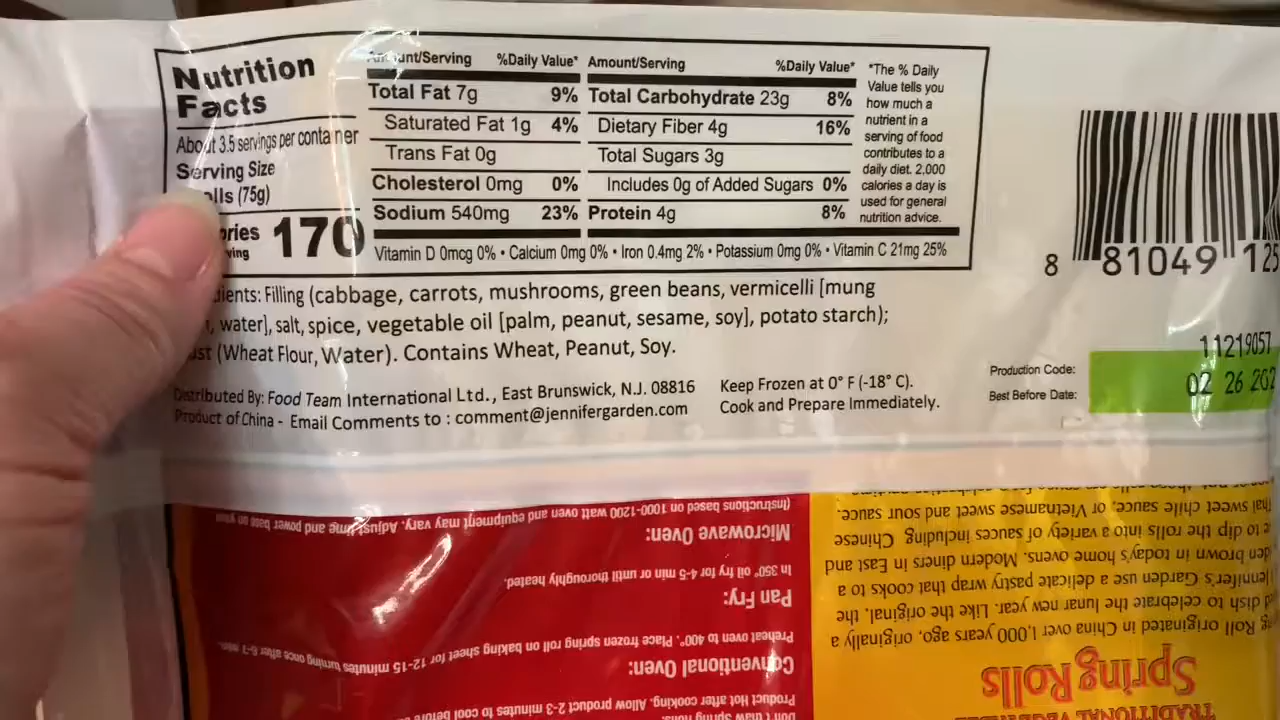 Nutrition
Facts
About 3.5 servings per container
Serving Size
(75g)
170
Amount/Serving %Daily Value*
Total Fat 7g 9%
Saturated Fat 1g 4%
Trans Fat 0g
Cholesterol 0mg 0%
Sodium 540mg 23%
Amount/Serving %Daily Value*
Total Carbohydrate 23g 8%
Dietary Fiber 4g 16%
Total Sugars 3g
Includes 0g of Added Sugars 0%
Protein 4g 8%
Vitamin D 0mcg 0% • Calcium 0mg 0% • Iron 0.4mg 2% • Potassium 0mg 0% • Vitamin C 21mg 25%
*The % Daily
Value tells you
how much a
nutrient in a
serving of food
contributes to a
daily diet. 2,000
calories a day is
used for general
nutrition advice.
8 81049 125
Filling (cabbage, carrots, mushrooms, green beans, vermicelli [mung
, water], salt, spice, vegetable oil [palm, peanut, sesame, soy], potato starch);
(Wheat Flour, Water). Contains Wheat, Peanut, Soy.
Distributed By: Food Team International Ltd., East Brunswick, N.J. 08816
Product of China - Email Comments to : comment@jennifergarden.com
Keep Frozen at 0° F (-18° C).
Cook and Prepare Immediately.
Production Code: 11219057
Best Before Date: 02 26 202
TRADITIONAL
Spring Rolls
Roll originated in China over 1,000 years ago, originally a
dish to celebrate the lunar new year. Like the original, the
Jennifer's Garden use a delicate pastry wrap that cooks to a
brown in today's home ovens. Modern diners in East and
to dip the rolls into a variety of sauces including Chinese
Thai sweet chile sauce, or Vietnamese sweet and sour sauce.
Don't thaw spring rolls.
Product Hot after cooking. Allow product 2-3 minutes to cool before
Conventional Oven:
Preheat oven to 400°. Place frozen spring roll on baking sheet for 12-15 minutes turning once after 6-7 min.
Pan Fry:
In 350° oil fry for 4-5 min or until thoroughly heated.
Microwave Oven:
(Instructions based on 1000-1200 watt oven and equipment may vary. Adjust time and power base on your